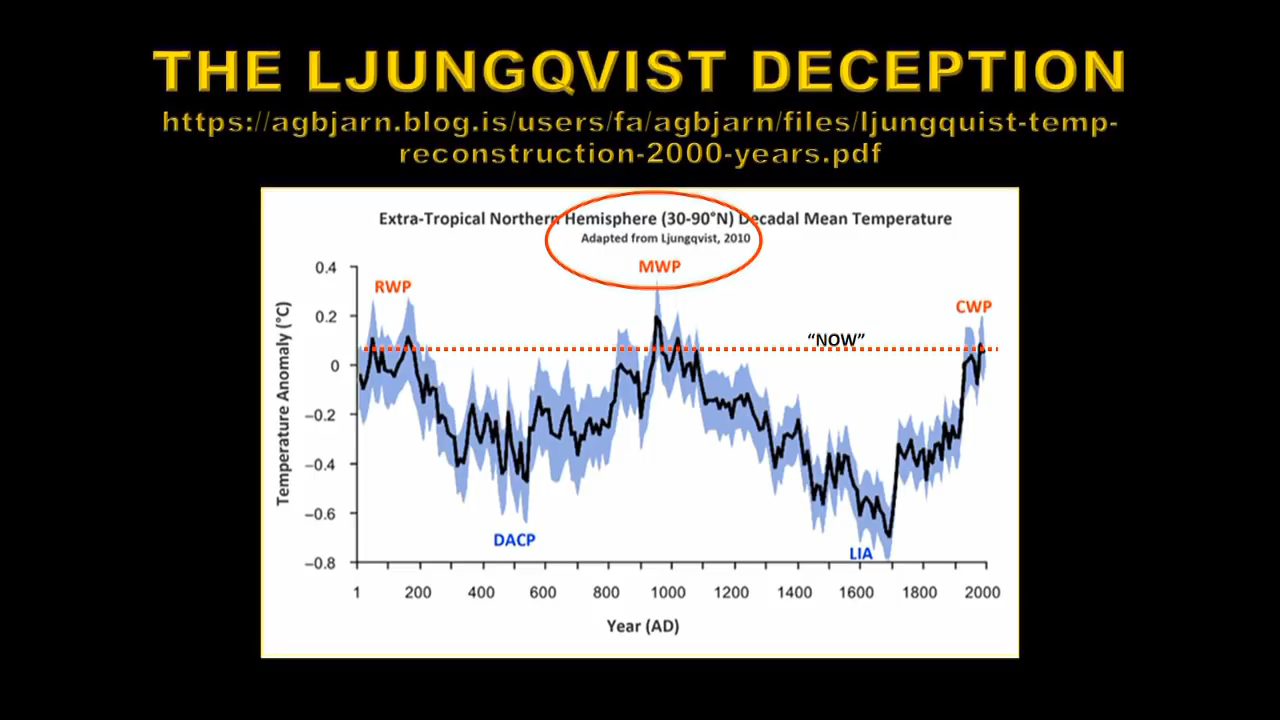 THE LJUNGQVIST DECEPTION
https://agbjarn.blog.is/users/fa/agbjarn/files/ljungquist-temp-
reconstruction-2000-years.pdf
Extra-Tropical Northern Hemisphere (30-90°N) Decadal Mean Temperature
Adapted from Ljungqvist, 2010
MWP
RWP
CWP
"NOW"
DACP
LIA
Temperature Anomaly (°C)
0.4
0.2
0
–0.2
–0.4
–0.6
–0.8
1 200 400 600 800 1000 1200 1400 1600 1800 2000
Year (AD)